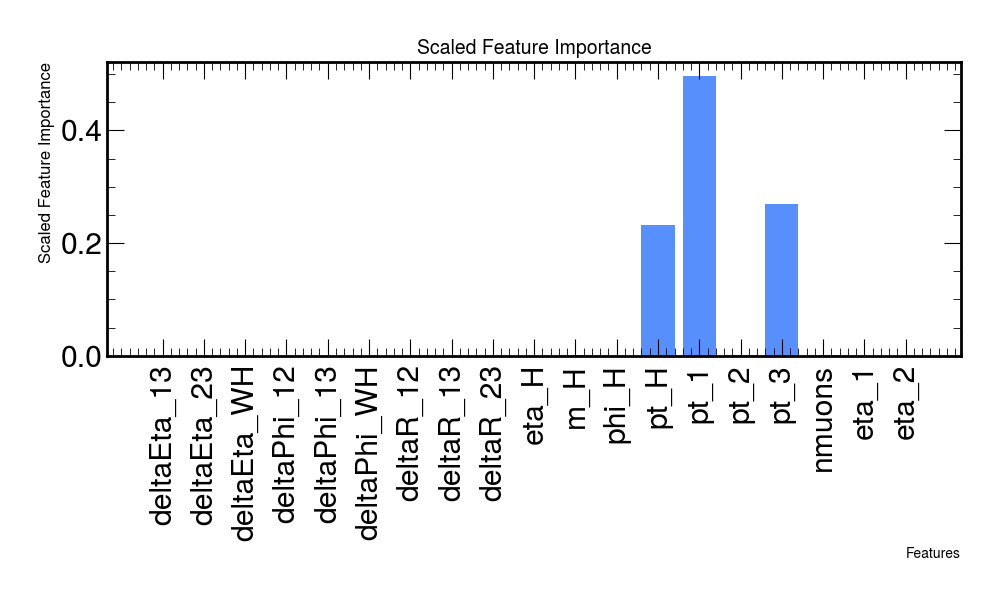 Scaled Feature Importance
Scaled Feature Importance
0.4
0.2
0.0
deltaEta_13
deltaEta_23
deltaEta_WH
deltaPhi_12
deltaPhi_13
deltaPhi_WH
deltaR_12
deltaR_13
deltaR_23
eta_H
m_H
phi_H
pt_H
pt_1
pt_2
pt_3
nmuons
eta_1
eta_2
Features